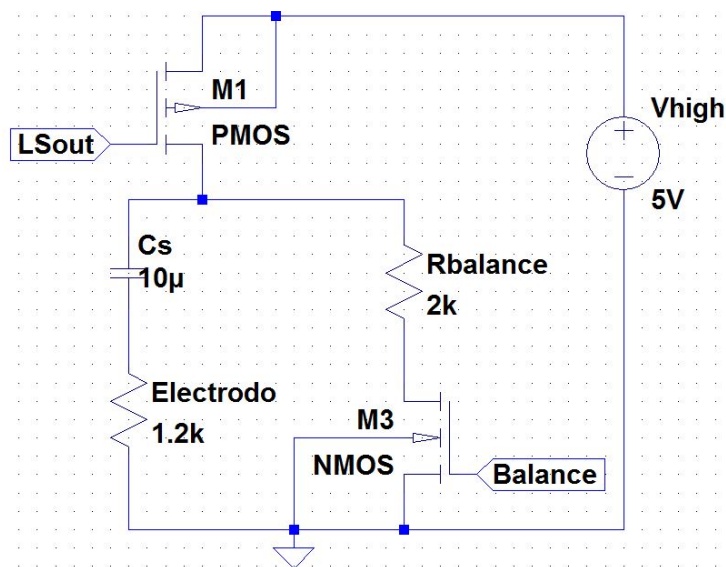 M1
PMOS
LSout
Vhigh
5V
Cs
10µ
Rbalance
2k
Electrodo
1.2k
M3
NMOS
Balance